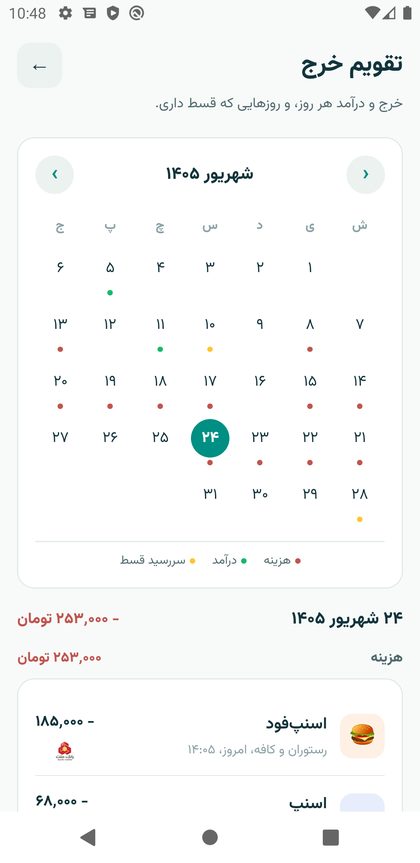 10:48
تقویم خرج
خرج و درآمد هر روز، و روزهایی که قسط داری.
شهریور ۱۴۰۵
ش ی د س چ پ ج
۱ ۲ ۳ ۴ ۵ ۶
۷ ۸ ۹ ۱۰ ۱۱ ۱۲ ۱۳
۱۴ ۱۵ ۱۶ ۱۷ ۱۸ ۱۹ ۲۰
۲۱ ۲۲ ۲۳ ۲۴ ۲۵ ۲۶ ۲۷
۲۸ ۲۹ ۳۰ ۳۱
هزینه درآمد سررسید قسط
۲۴ شهریور ۱۴۰۵ - ۲۵۳,۰۰۰ تومان
هزینه ۲۵۳,۰۰۰ تومان
اسنپ‌فود - ۱۸۵,۰۰۰
رستوران و کافه، امروز، ۱۴:۰۵
اسنپ - ۶۸,۰۰۰